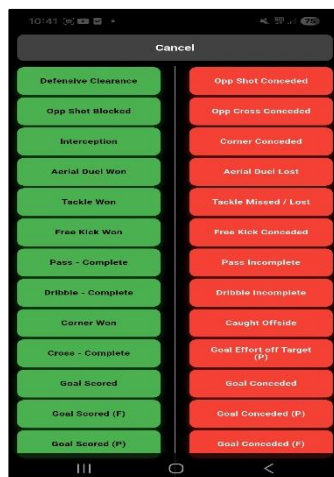 10:41
75
Cancel
Defensive Clearance
Opp Shot Conceded
Opp Shot Blocked
Opp Cross Conceded
Interception
Corner Conceded
Aerial Duel Won
Aerial Duel Lost
Tackle Won
Tackle Missed / Lost
Free Kick Won
Free Kick Conceded
Pass - Complete
Pass Incomplete
Dribble - Complete
Dribble Incomplete
Corner Won
Caught Offside
Cross - Complete
Goal Effort off Target
(P)
Goal Scored
Goal Conceded
Goal Scored (F)
Goal Conceded (P)
Goal Scored (P)
Goal Conceded (F)